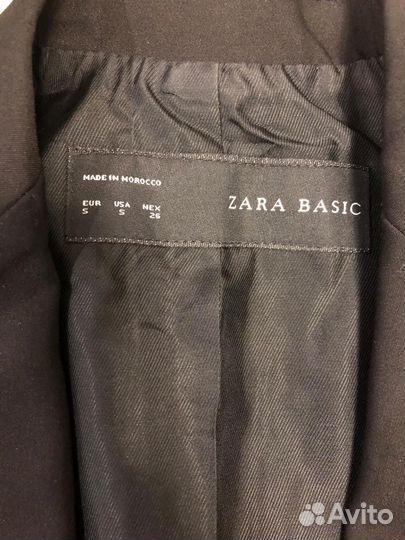 MADE IN MOROCCO
EUR USA MEX
S S 26
ZARA BASIC
Avito